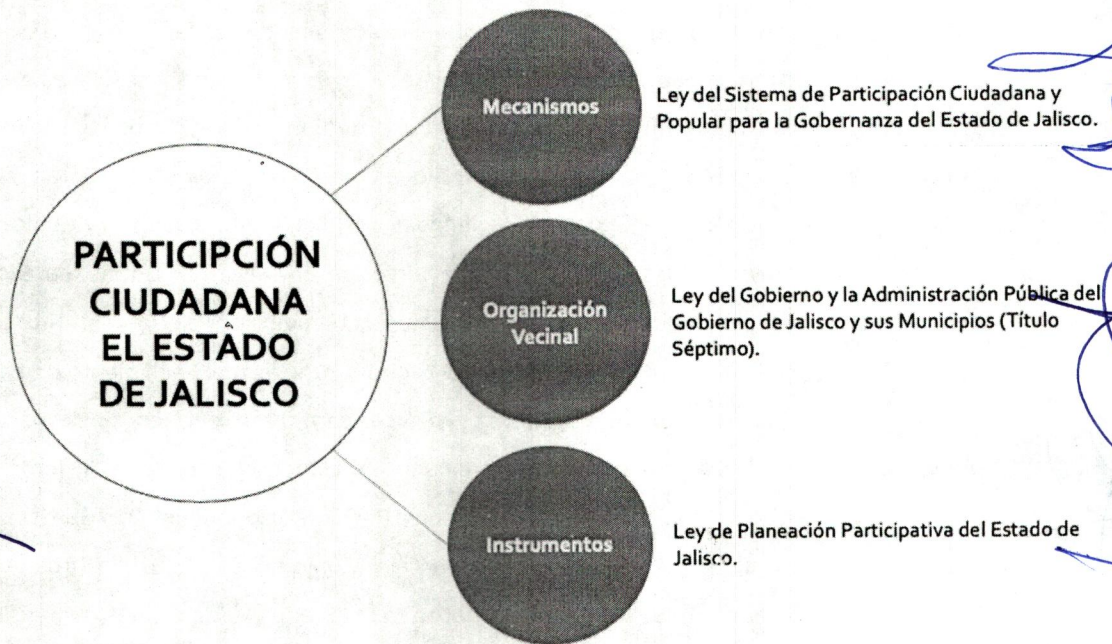 PARTICIPCIÓN
CIUDADANA
EL ESTADO
DE JALISCO
Mecanismos
Ley del Sistema de Participación Ciudadana y
Popular para la Gobernanza del Estado de Jalisco.
Organización
Vecinal
Ley del Gobierno y la Administración Pública del
Gobierno de Jalisco y sus Municipios (Título
Séptimo).
Instrumentos
Ley de Planeación Participativa del Estado de
Jalisco.